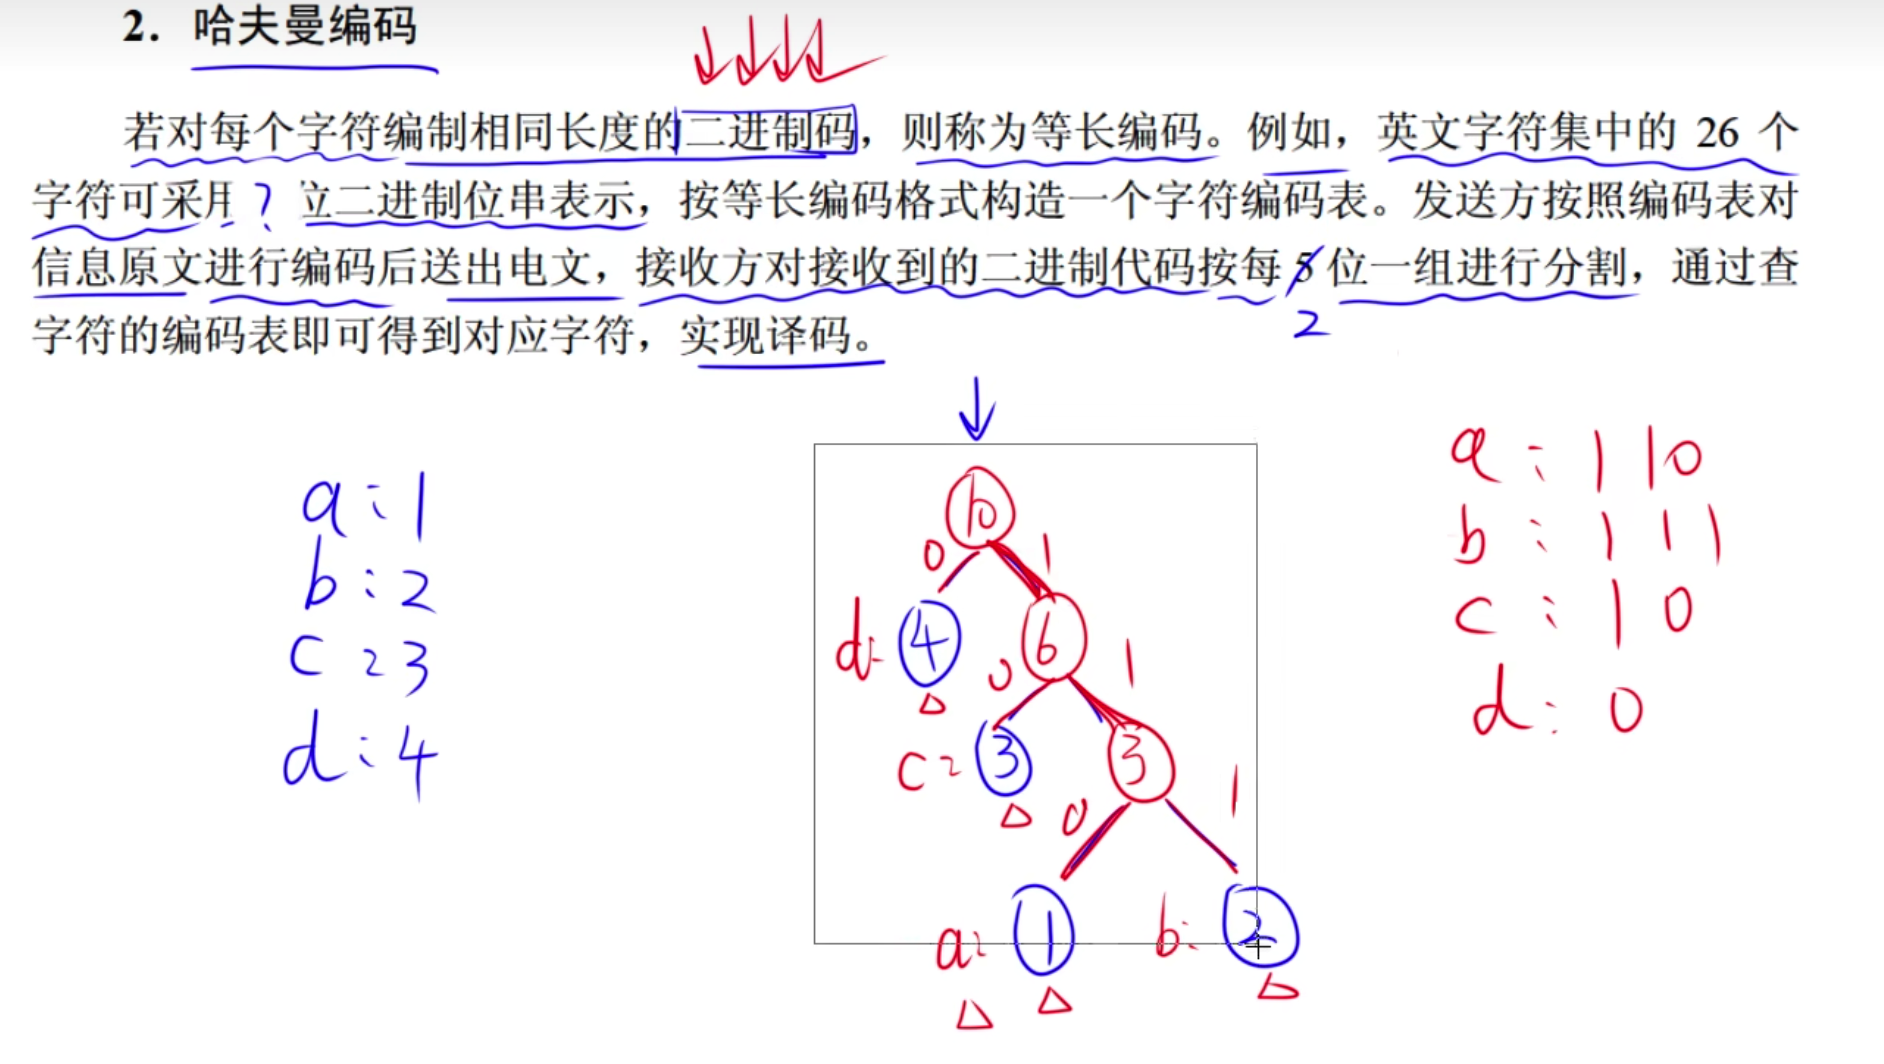 2. 哈夫曼编码
若对每个字符编制相同长度的二进制码，则称为等长编码。例如，英文字符集中的 26 个
字符可采用 ? 位二进制位串表示，按等长编码格式构造一个字符编码表。发送方按照编码表对
信息原文进行编码后送出电文，接收方对接收到的二进制代码按每 5 位一组进行分割，通过查
2
字符的编码表即可得到对应字符，实现译码。
a:1
b:2
c:3
d:4
10
0 1
d: 4 6
0 1
c: 3 3
0 1
a: 1 b: 2
a: 110
b: 111
c: 10
d: 0